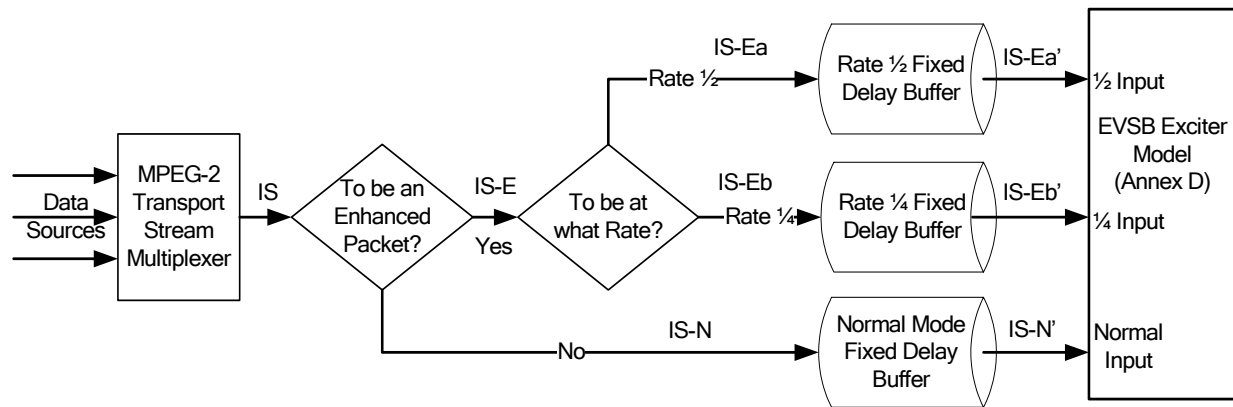 Data
Sources
MPEG-2
Transport
Stream
Multiplexer
IS
To be an
Enhanced
Packet?
IS-E
Yes
To be at
what Rate?
IS-Ea
Rate ½
Rate ½ Fixed
Delay Buffer
IS-Ea’
½ Input
IS-Eb
Rate ¼
Rate ¼ Fixed
Delay Buffer
IS-Eb’
¼ Input
No
IS-N
Normal Mode
Fixed Delay
Buffer
IS-N’
Normal
Input
EVSB Exciter
Model
(Annex D)